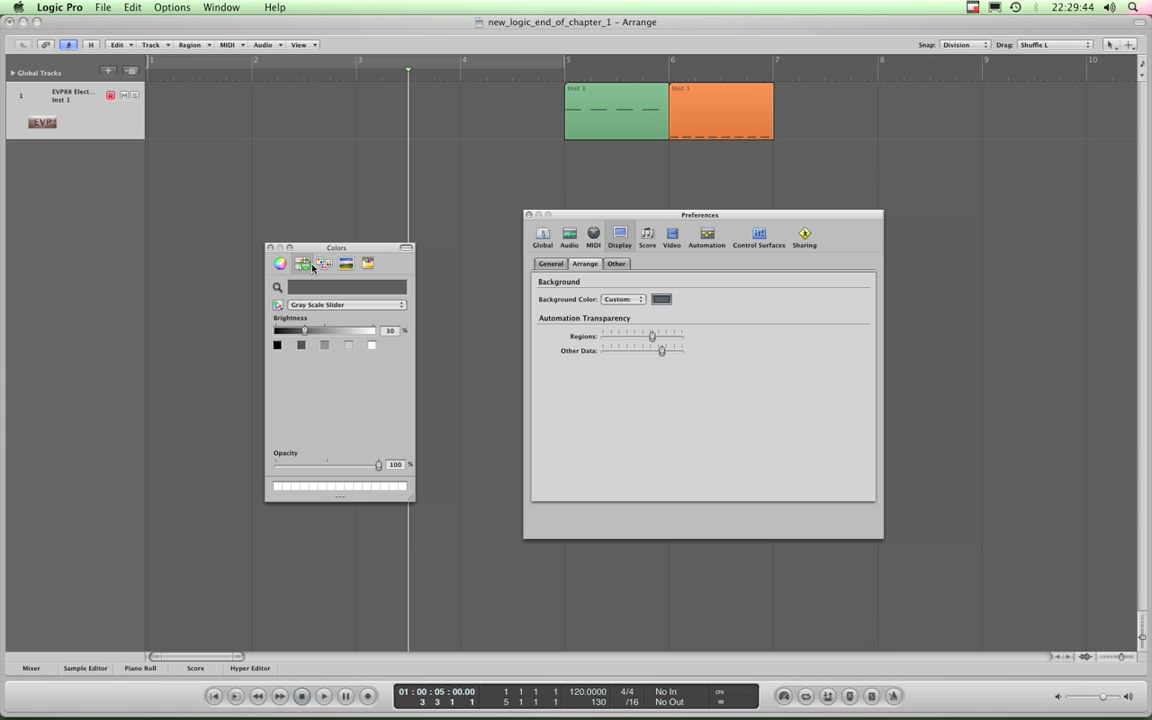 Logic Pro File Edit Options Window Help 22:29:44
new_logic_end_of_chapter_1 - Arrange
H Edit Track Region MIDI Audio View Snap: Division Drag: Shuffle L
Global Tracks 1 2 3 4 5 6 7 8 9 10
1 EVP88 Elect... R M S
Inst 1
EVP
Inst 1 Inst 1
Preferences
Global Audio MIDI Display Score Video Automation Control Surfaces Sharing
General Arrange Other
Background
Background Color: Custom:
Automation Transparency
Regions:
Other Data:
Colors
Gray Scale Slider
Brightness
30 %
Opacity
100 %
Mixer Sample Editor Piano Roll Score Hyper Editor
01 : 00 : 05 : 00.00 1 1 1 1 120.0000 4/4 No In CPU
3 3 1 1 5 1 1 1 130 /16 No Out HD